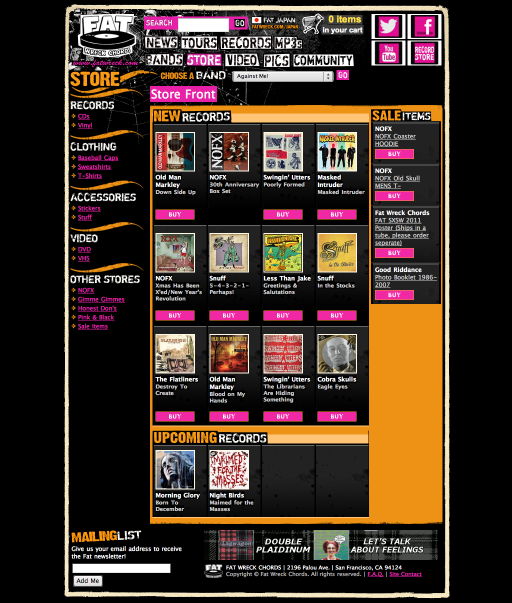 FAT
WRECK CHORDS
www.fatwreck.com
SEARCH
GO
FAT JAPAN
FATWRECK.COM/JAPAN
0 items
in your cart
You Tube
RECORD STORE
NEWS TOURS RECORDS MP3s
BANDS STORE VIDEO PICS COMMUNITY
STORE
CHOOSE A BAND
Against Me!
GO
Store Front
RECORDS
CDs
Vinyl
CLOTHING
Baseball Caps
Sweatshirts
T-Shirts
ACCESSORIES
Stickers
Stuff
VIDEO
DVD
VHS
OTHER STORES
NOFX
Gimme Gimmes
Honest Don's
Pink & Black
Sale Items
NEW RECORDS
Old Man Markley
Down Side Up
BUY
NOFX
30th Anniversary Box Set
Swingin' Utters
Poorly Formed
BUY
Masked Intruder
Masked Intruder
BUY
NOFX
Xmas Has Been X'ed/New Year's Revolution
BUY
Snuff
5-4-3-2-1-Perhaps!
BUY
Less Than Jake
Greetings & Salutations
BUY
Snuff
In the Stocks
BUY
The Flatliners
Destroy To Create
BUY
Old Man Markley
Blood on My Hands
BUY
Swingin' Utters
The Librarians Are Hiding Something
BUY
Cobra Skulls
Eagle Eyes
BUY
UPCOMING RECORDS
Morning Glory
Born To December
Night Birds
Maimed for the Masses
SALE ITEMS
NOFX
NOFX Coaster
HOODIE
BUY
NOFX
NOFX Old Skull
MENS T-
BUY
Fat Wreck Chords
FAT SXSW 2011
Poster (Ships in a
tube, please order
seperate)
BUY
Good Riddance
Photo Booklet 1986-
2007
BUY
MAILINGLIST
Give us your email address to receive
the Fat newsletter!
Add Me
DOUBLE
PLAIDINUM
LET'S TALK
ABOUT FEELINGS
FAT WRECK CHORDS | 2196 Palou Ave. | San Francisco, CA 94124
Copyright © Fat Wreck Chords. All rights reserved. | F.A.Q. | Site Contact